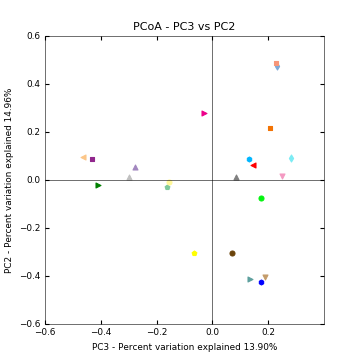 PCoA - PC3 vs PC2
PC2 - Percent variation explained 14.96%
0.6
0.4
0.2
0.0
−0.2
−0.4
−0.6
−0.6 −0.4 −0.2 0.0 0.2
PC3 - Percent variation explained 13.90%